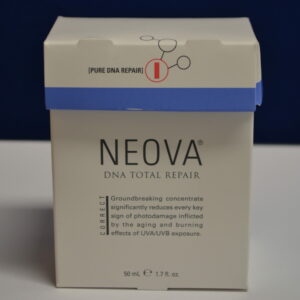 [PURE DNA REPAIR]
NEOVA®
DNA TOTAL REPAIR
CORRECT
Groundbreaking concentrate
significantly reduces every key
sign of photodamage inflicted
by the aging and burning
effects of UVA/UVB exposure.
50 mL ℮ 1.7 fl. oz.